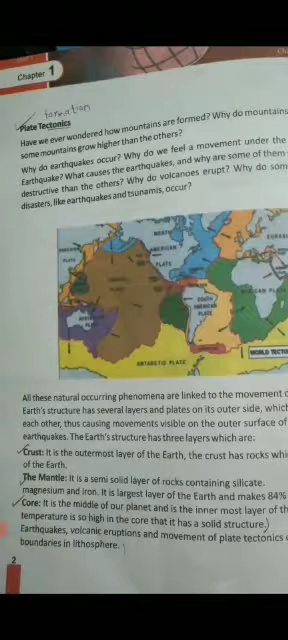 Chapter 1
formation
Plate Tectonics
Have we ever wondered how mountains are formed? Why do mountains
some mountains grow higher than the others?
Why do earthquakes occur? Why do we feel a movement under the
Earthquake? What causes the earthquakes, and why are some of them
destructive than the others? Why do volcanoes erupt? Why do som
disasters, like earthquakes and tsunamis, occur?
NORTH
AMERICAN
PLATE
EURAS
PLATE
SOUTH
AMERICAN
PLATE
PLATE
ANTARCTIC PLATE
WORLD TECTO
All these natural occurring phenomena are linked to the movement o
Earth's structure has several layers and plates on its outer side, which
each other, thus causing movements visible on the outer surface of
earthquakes. The Earth's structure has three layers which are:
Crust: It is the outermost layer of the Earth, the crust has rocks whi
of the Earth.
The Mantle: It is a semi solid layer of rocks containing silicate.
magnesium and iron. It is largest layer of the Earth and makes 84%
Core: It is the middle of our planet and is the inner most layer of th
temperature is so high in the core that it has a solid structure.)
Earthquakes, volcanic eruptions and movement of plate tectonics
boundaries in lithosphere.
2